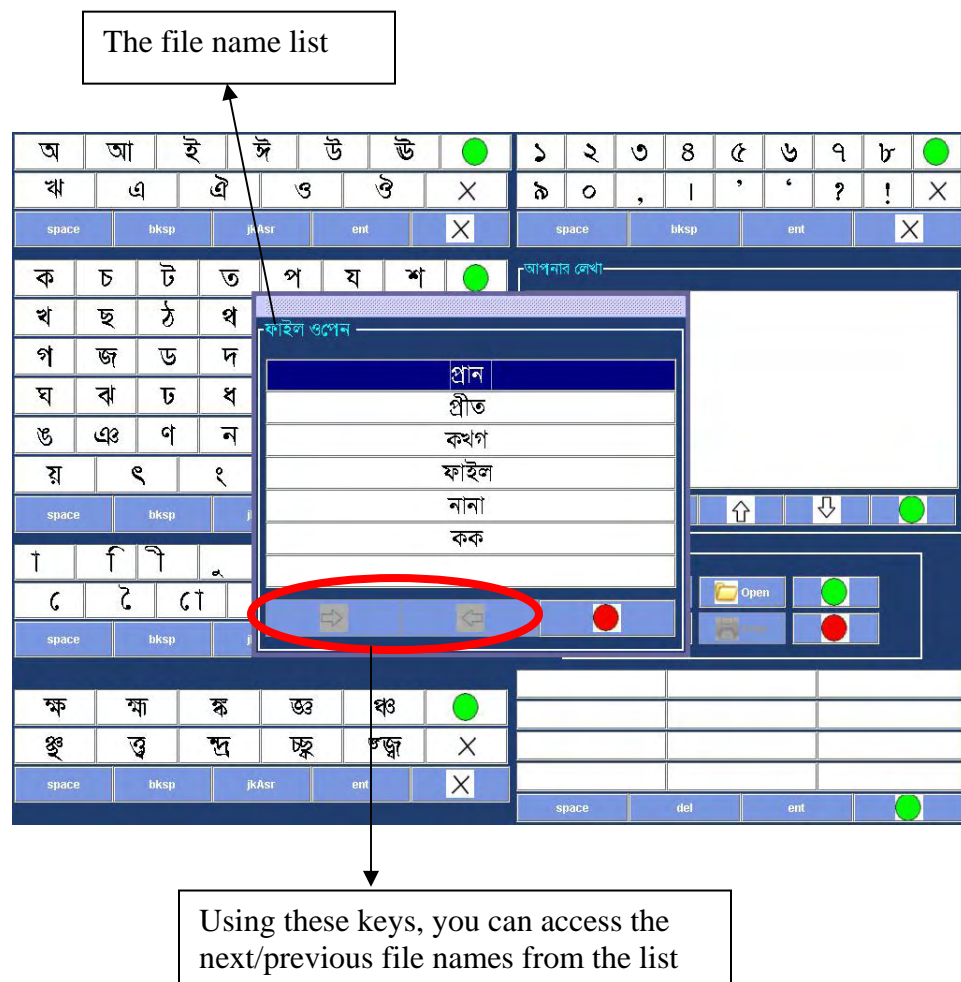 The file name list
অ আ ই ঈ উ ঊ
ঋ এ ঐ ও ঔ
space bksp jkAsr ent
১ ২ ৩ ৪ ৫ ৬ ৭ ৮
৯ ০ , । ’ ‘ ? !
space bksp ent
ক চ ট ত প য শ
খ ছ ঠ থ
গ জ ড দ
ঘ ঝ ঢ ধ
ঙ ঞ ণ ন
য় ৎ ং
space bksp
আপনার লেখা
ফাইল ওপেন
প্রান
প্রীত
কখগ
ফাইল
নানা
কক
Open
া ি ী ু
ে ৈ ো
space bksp
ক্ষ হ্ম ঙ্ক জ্ঞ ঞ্চ
ঞ্ছ ত্ত্ব ন্দ্র চ্ছ্ব জ্জ্ব
space bksp jkAsr ent
space del ent
Using these keys, you can access the
next/previous file names from the list